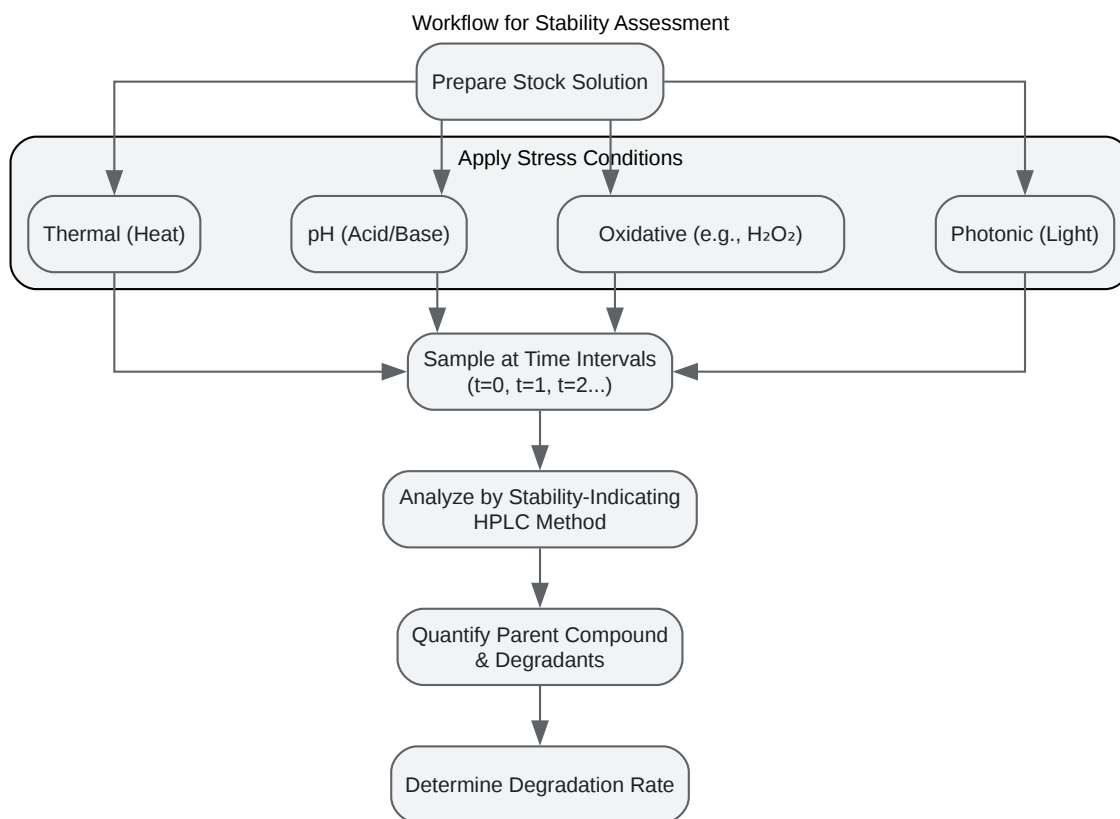 Workflow for Stability Assessment
Prepare Stock Solution
Apply Stress Conditions
Thermal (Heat)
pH (Acid/Base)
Oxidative (e.g., H₂O₂)
Photonic (Light)
Sample at Time Intervals
(t=0, t=1, t=2...)
Analyze by Stability-Indicating
HPLC Method
Quantify Parent Compound
& Degradants
Determine Degradation Rate